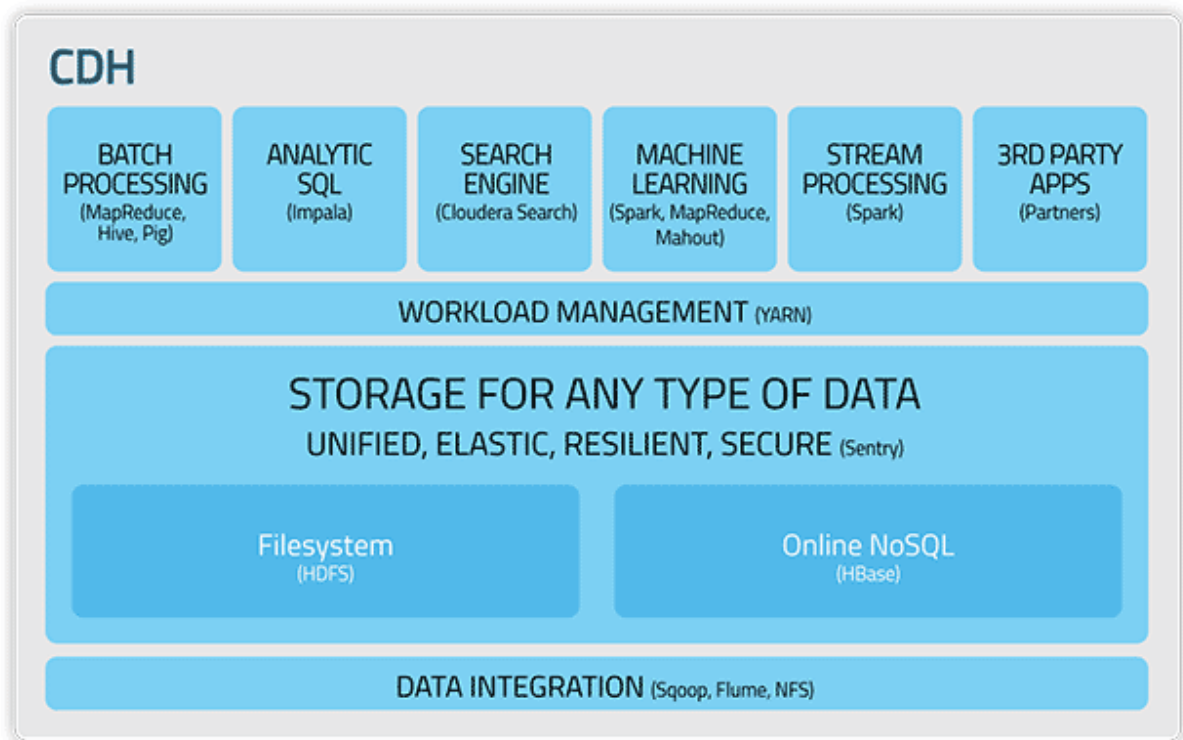 CDH
BATCH
PROCESSING
(MapReduce,
Hive, Pig)
ANALYTIC
SQL
(Impala)
SEARCH
ENGINE
(Cloudera Search)
MACHINE
LEARNING
(Spark, MapReduce,
Mahout)
STREAM
PROCESSING
(Spark)
3RD PARTY
APPS
(Partners)
WORKLOAD MANAGEMENT (YARN)
STORAGE FOR ANY TYPE OF DATA
UNIFIED, ELASTIC, RESILIENT, SECURE (Sentry)
Filesystem
(HDFS)
Online NoSQL
(HBase)
DATA INTEGRATION (Sqoop, Flume, NFS)